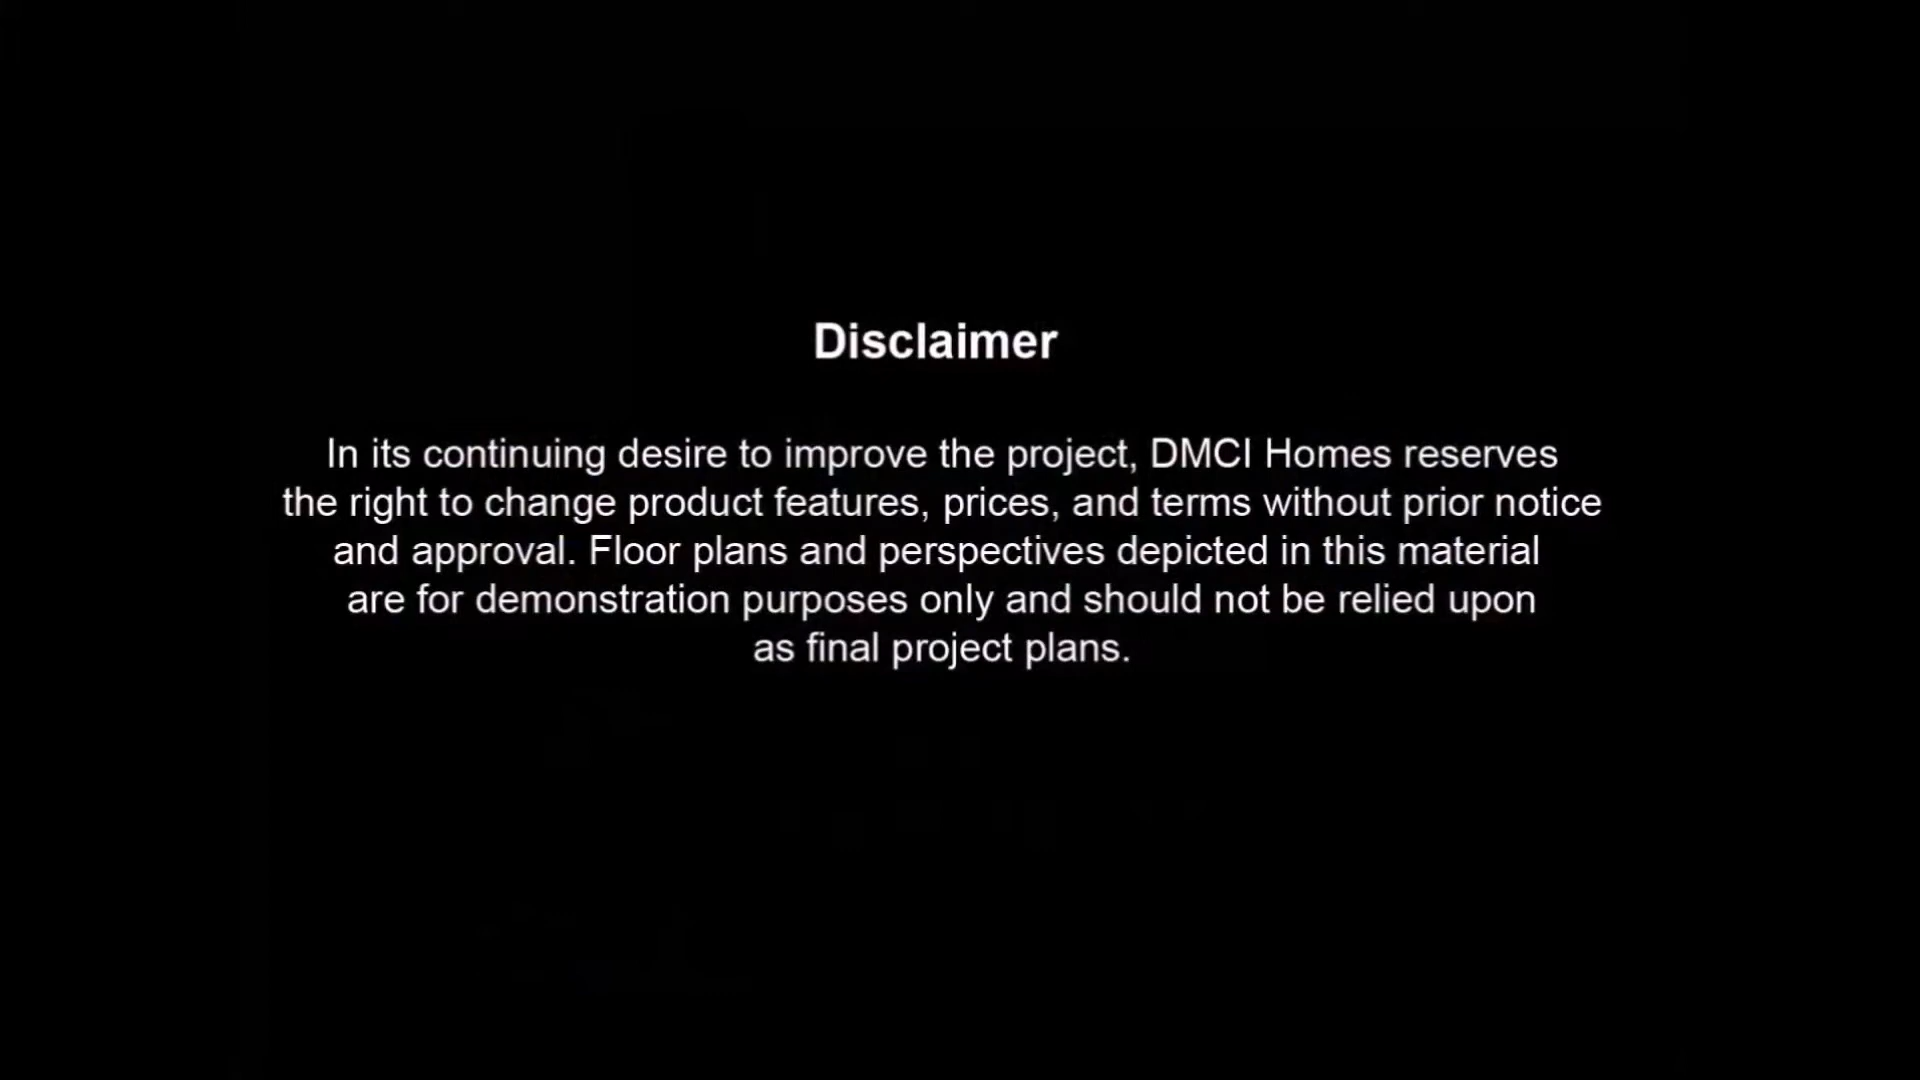 Disclaimer
In its continuing desire to improve the project, DMCI Homes reserves
the right to change product features, prices, and terms without prior notice
and approval. Floor plans and perspectives depicted in this material
are for demonstration purposes only and should not be relied upon
as final project plans.